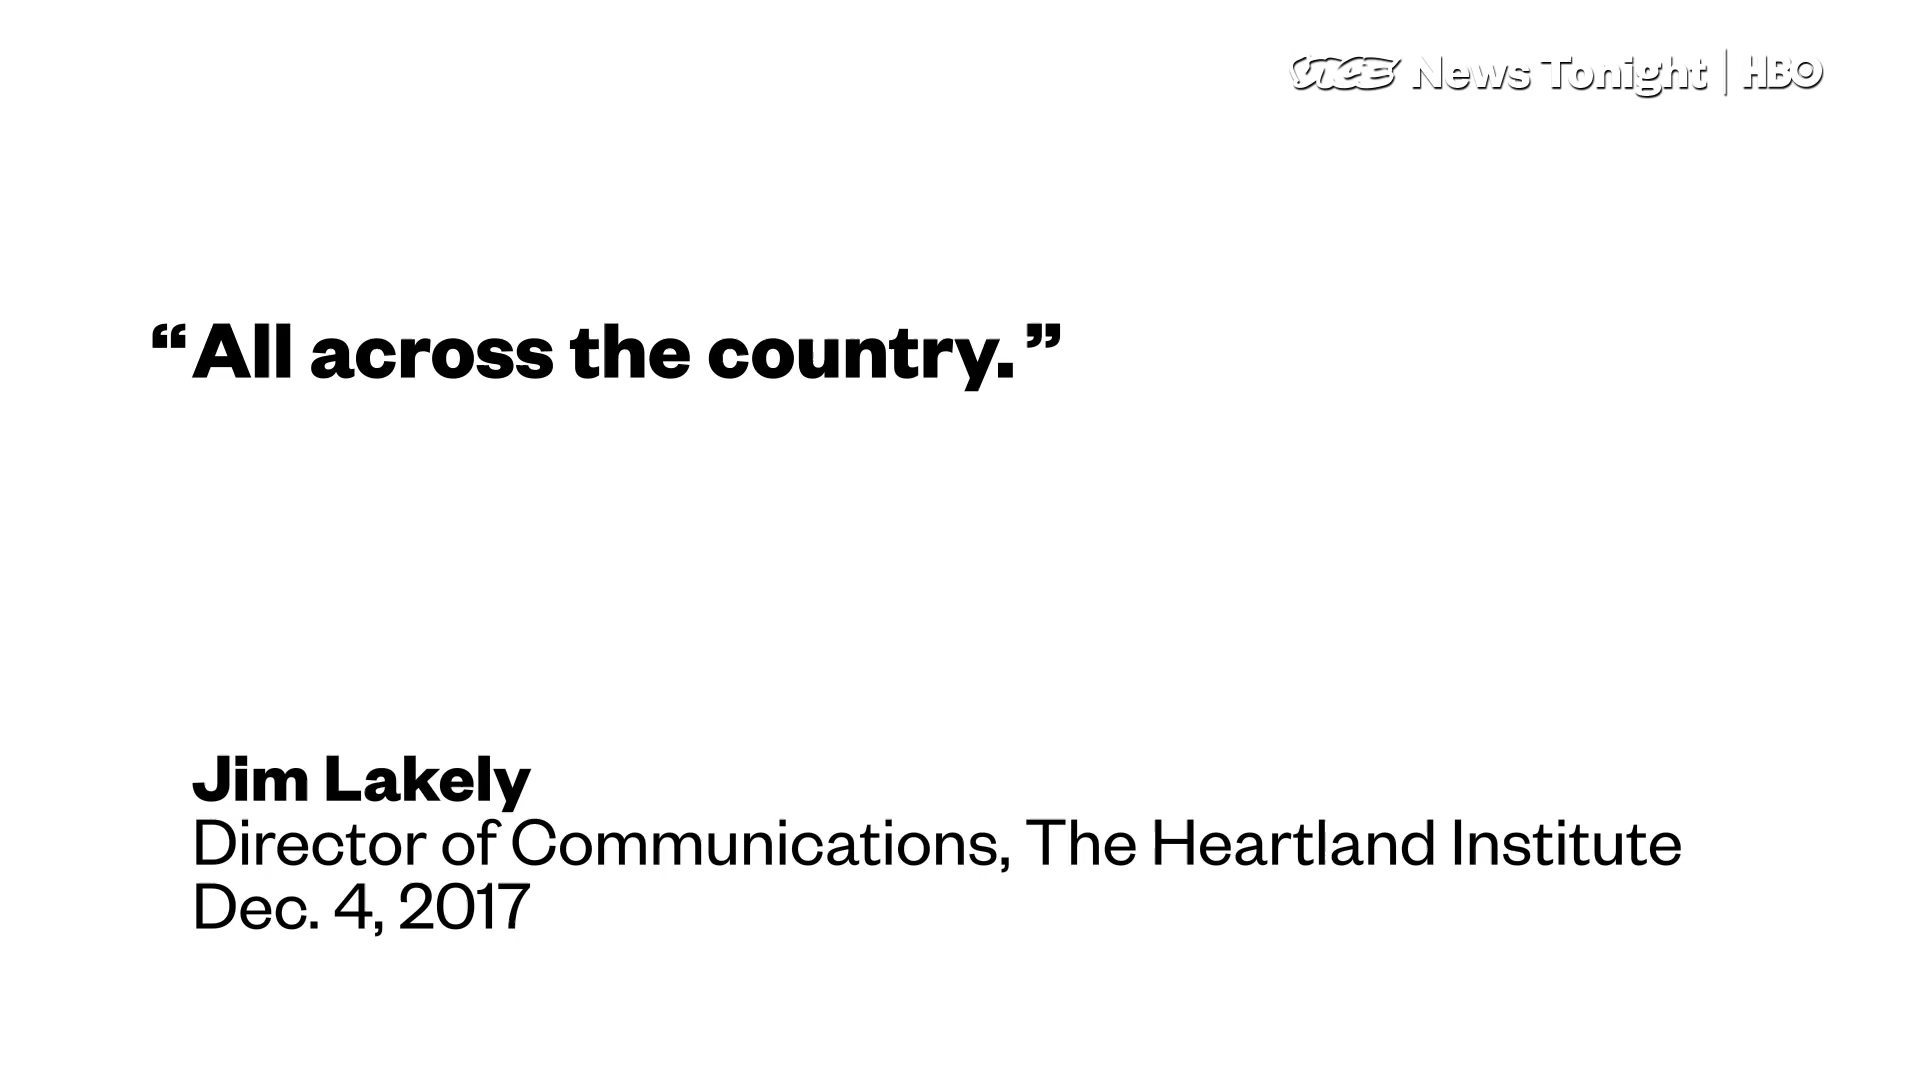 VICE News Tonight | HBO
“All across the country.”
Jim Lakely
Director of Communications, The Heartland Institute
Dec. 4, 2017